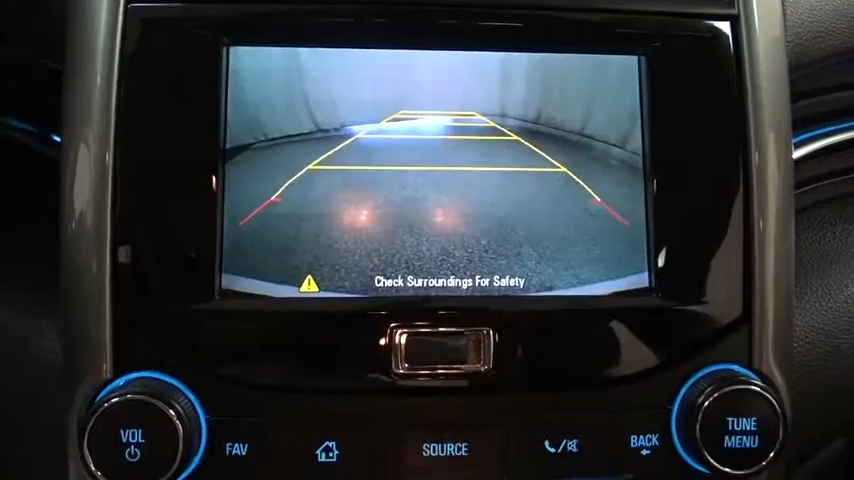 Check Surroundings For Safety
VOL
FAV
SOURCE
BACK
TUNE
MENU